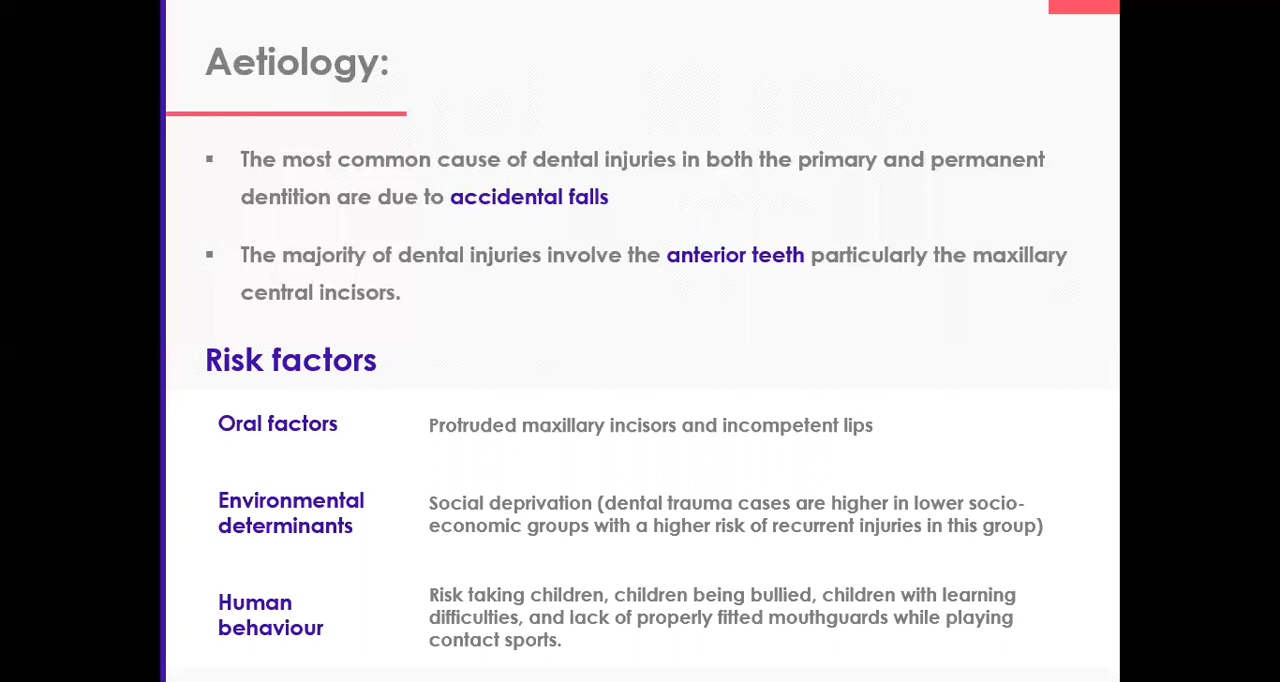 Aetiology:
▪ The most common cause of dental injuries in both the primary and permanent
dentition are due to accidental falls
▪ The majority of dental injuries involve the anterior teeth particularly the maxillary
central incisors.
Risk factors
Oral factors
Protruded maxillary incisors and incompetent lips
Environmental
determinants
Social deprivation (dental trauma cases are higher in lower socio-
economic groups with a higher risk of recurrent injuries in this group)
Human
behaviour
Risk taking children, children being bullied, children with learning
difficulties, and lack of properly fitted mouthguards while playing
contact sports.